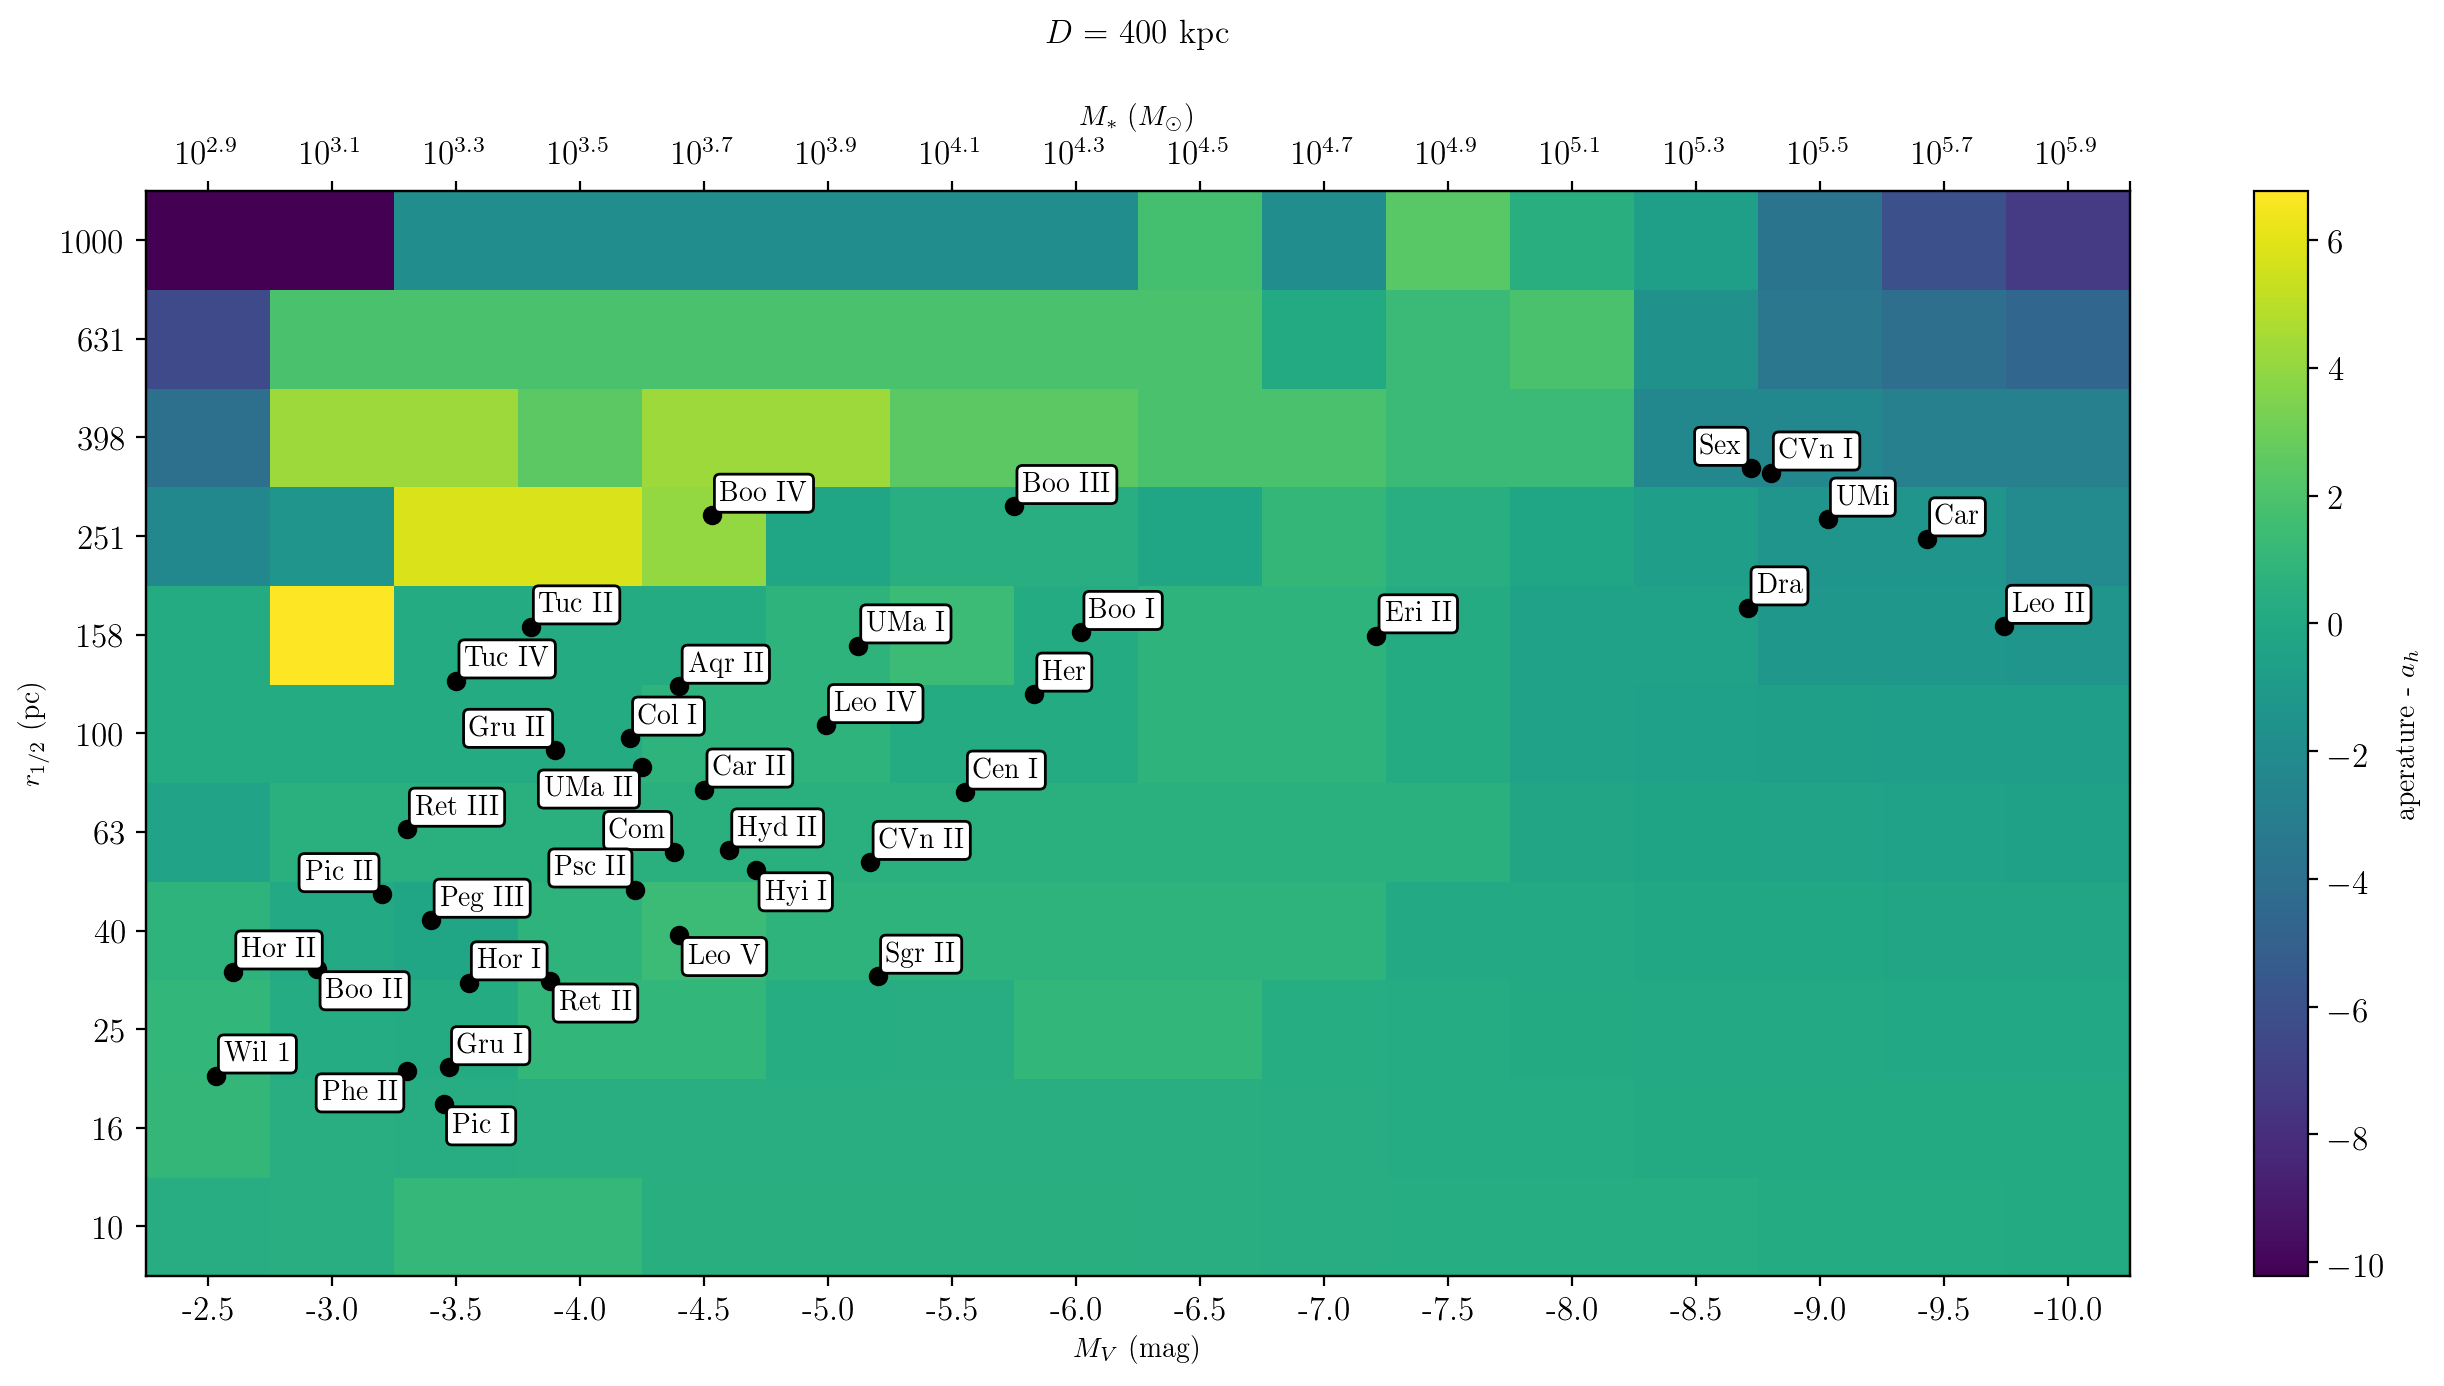 D = 400 kpc
M_* (M_⊙)
10^2.9 10^3.1 10^3.3 10^3.5 10^3.7 10^3.9 10^4.1 10^4.3 10^4.5 10^4.7 10^4.9 10^5.1 10^5.3 10^5.5 10^5.7 10^5.9
1000
631
398
251
158
100
63
40
25
16
10
r_1/2 (pc)
Sex
CVn I
Boo IV
Boo III
UMi
Car
Dra
Tuc II
Leo II
UMa I
Boo I
Eri II
Tuc IV
Aqr II
Her
Leo IV
Gru II
Col I
Car II
Cen I
UMa II
Ret III
Com
Hyd II
CVn II
Pic II
Psc II
Hyi I
Peg III
Hor II
Hor I
Leo V
Sgr II
Boo II
Ret II
Wil 1
Gru I
Phe II
Pic I
-2.5 -3.0 -3.5 -4.0 -4.5 -5.0 -5.5 -6.0 -6.5 -7.0 -7.5 -8.0 -8.5 -9.0 -9.5 -10.0
M_V (mag)
6
4
2
0
−2
−4
−6
−8
−10
aperature - a_h